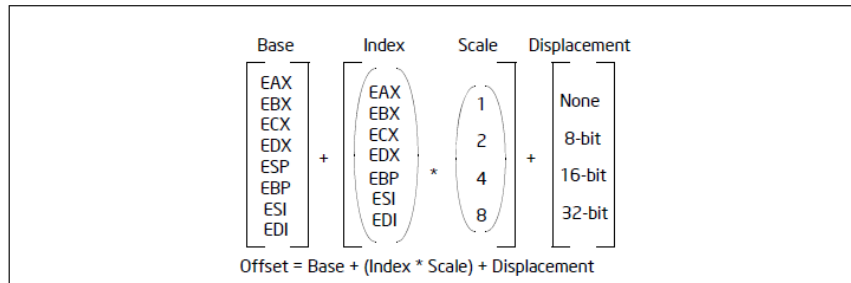 Base Index Scale Displacement
EAX
EBX
ECX
EDX
ESP
EBP
ESI
EDI
+
EAX
EBX
ECX
EDX
EBP
ESI
EDI
*
1
2
4
8
+
None
8-bit
16-bit
32-bit
Offset = Base + (Index * Scale) + Displacement